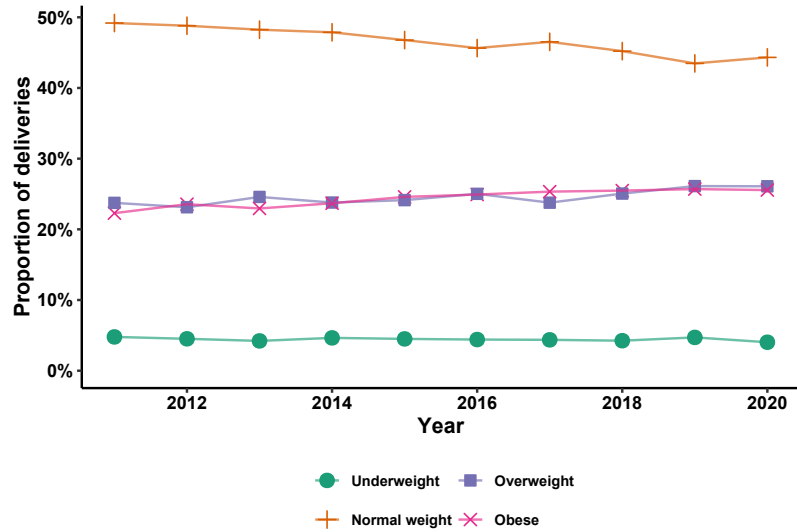 Proportion of deliveries
50%
40%
30%
20%
10%
0%
2012 2014 2016 2018 2020
Year
Underweight Overweight
Normal weight Obese